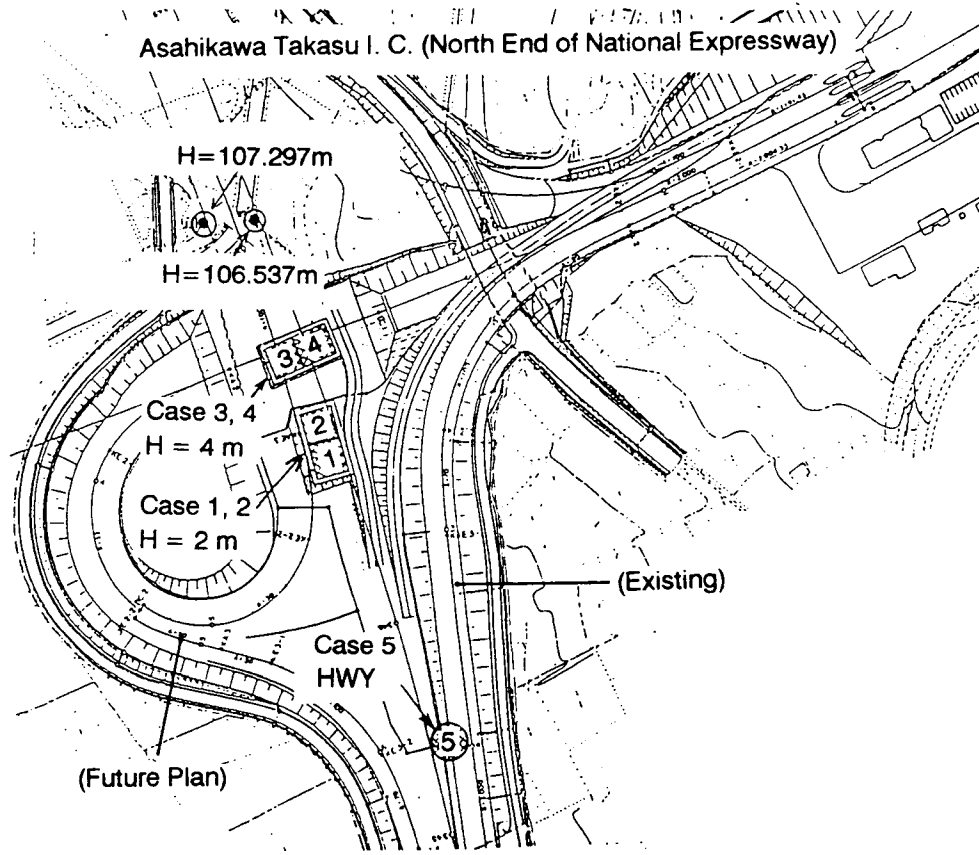 Asahikawa Takasu I. C. (North End of National Expressway)
H=107.297m
H=106.537m
3 4
Case 3, 4
H = 4 m
2
1
Case 1, 2
H = 2 m
(Existing)
Case 5
HWY
5
(Future Plan)